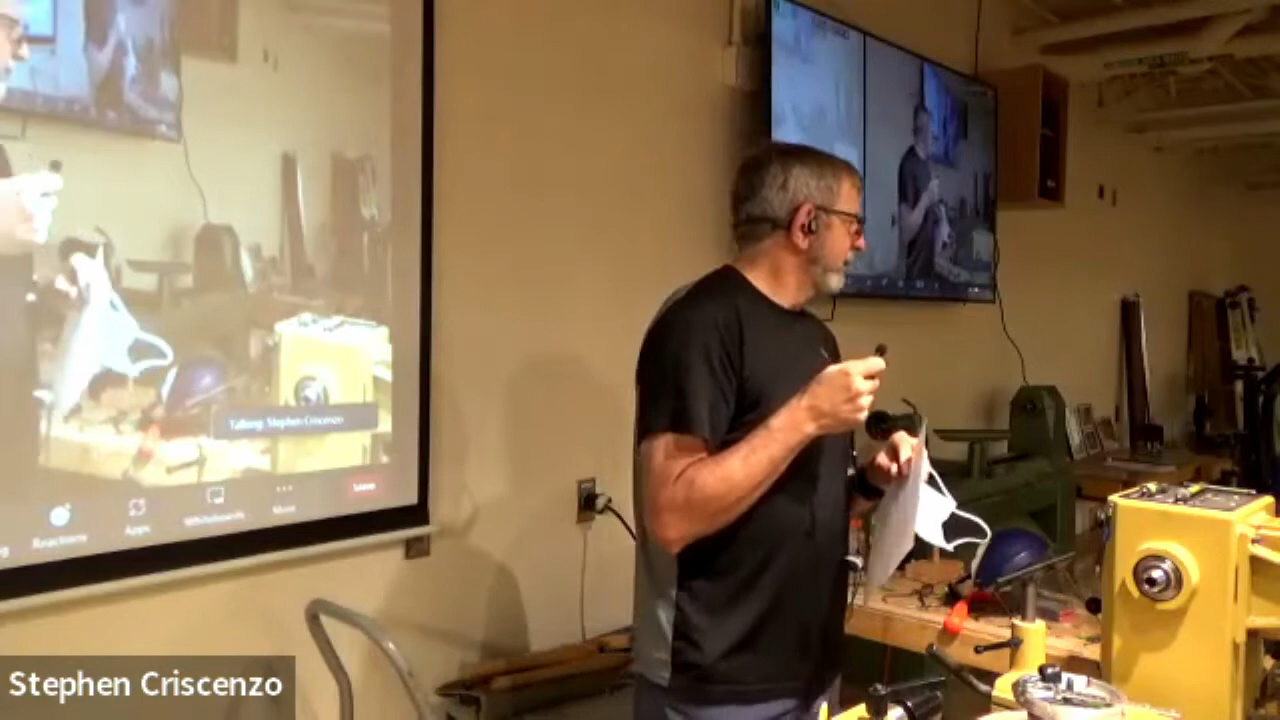 Talking: Stephen Criscenzo
Reactions
Apps
Whiteboards
More
Leave
Stephen Criscenzo